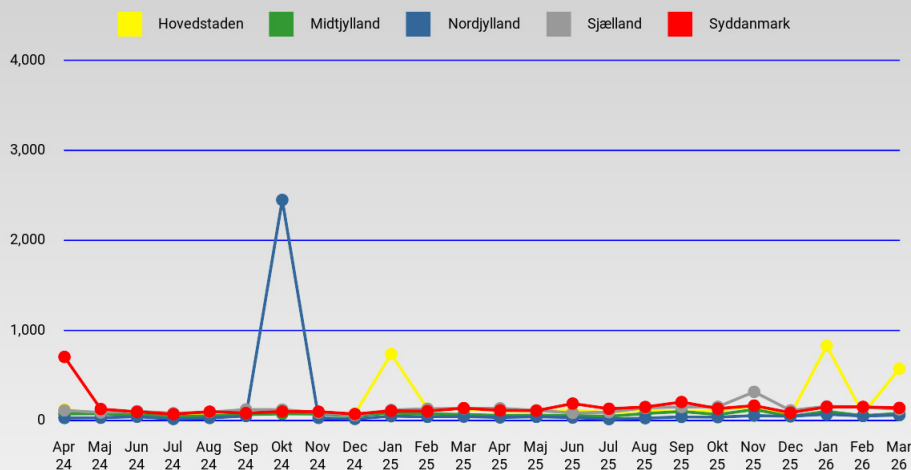 Hovedstaden Midtjylland Nordjylland Sjælland Syddanmark
4,000
3,000
2,000
1,000
0
Apr Maj Jun Jul Aug Sep Okt Nov Dec Jan Feb Mar Apr Maj Jun Jul Aug Sep Okt Nov Dec Jan Feb Mar
24 24 24 24 24 24 24 24 24 25 25 25 25 25 25 25 25 25 25 25 25 26 26 26